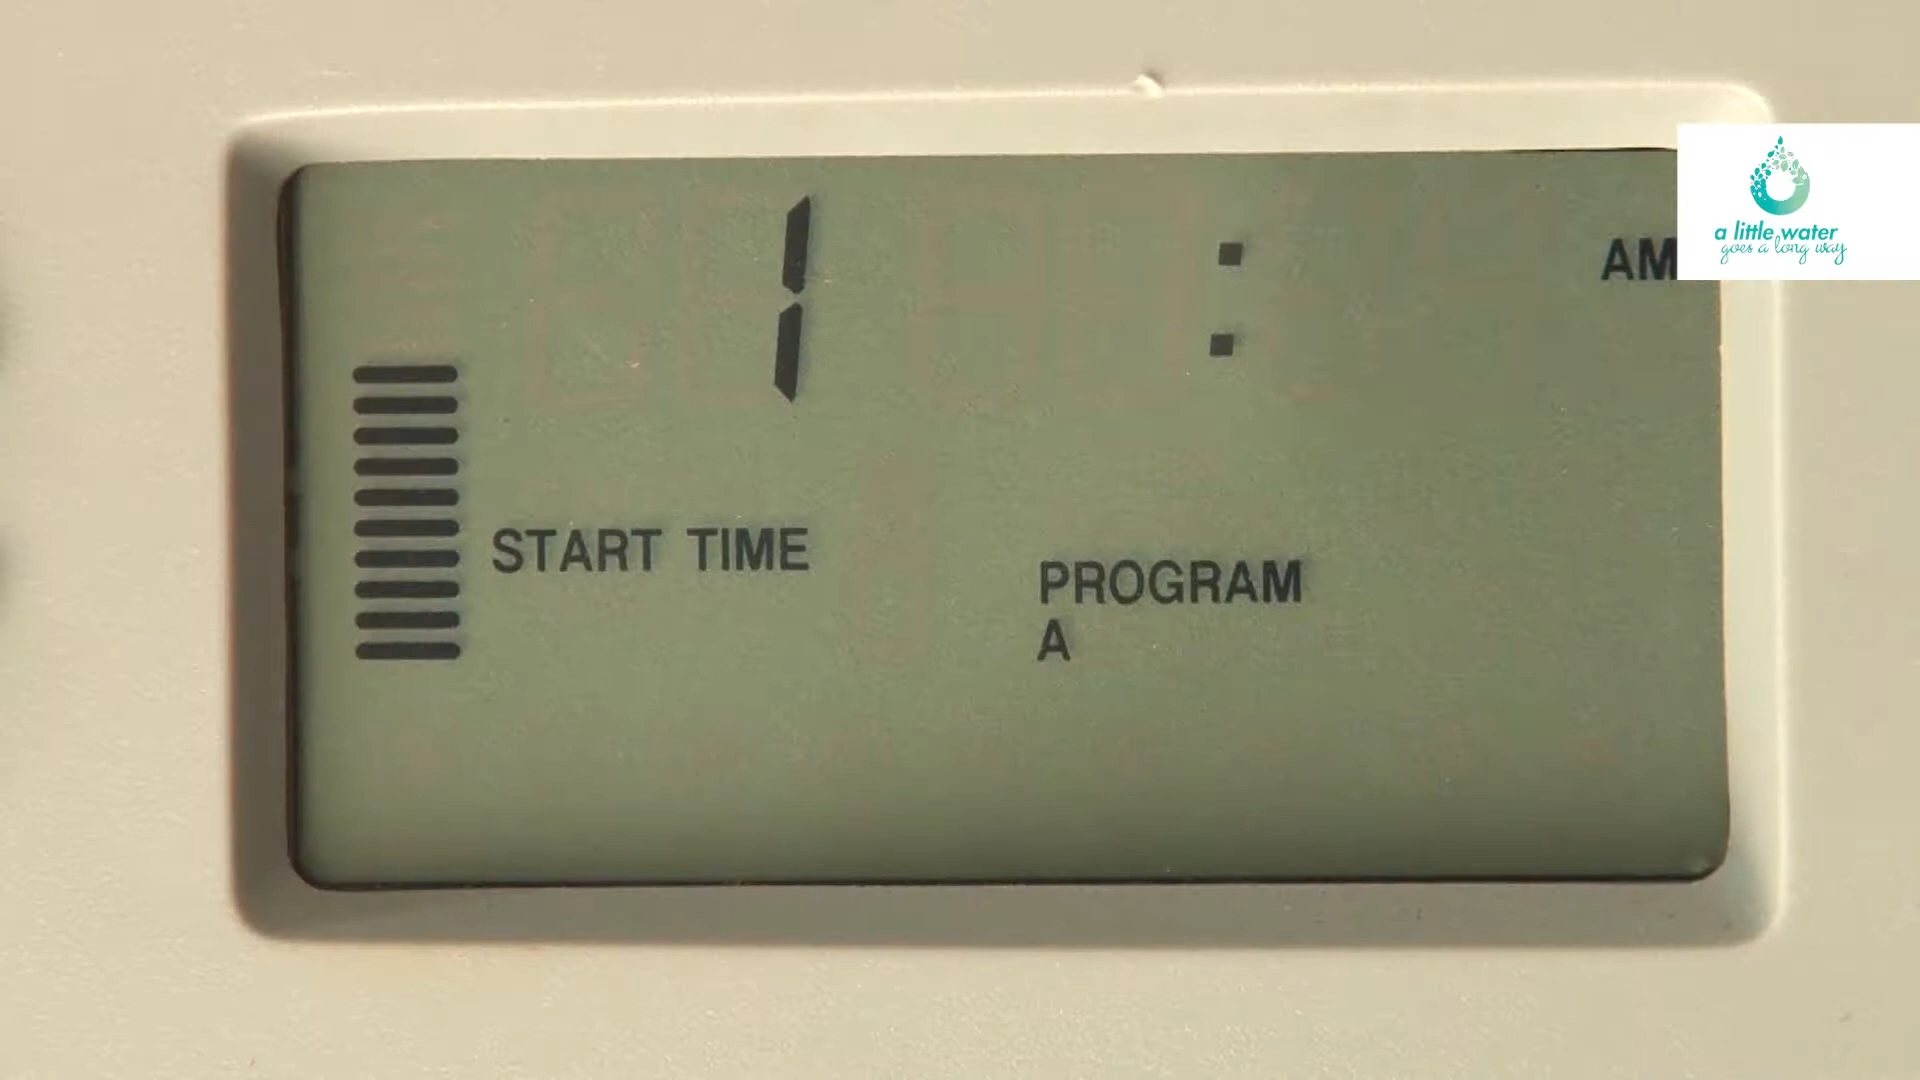 1 : AM
a little water
goes a long way
START TIME
PROGRAM
A